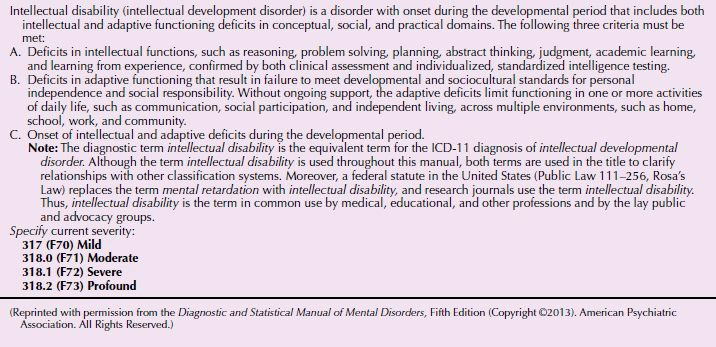 Intellectual disability (intellectual development disorder) is a disorder with onset during the developmental period that includes both
intellectual and adaptive functioning deficits in conceptual, social, and practical domains. The following three criteria must be
met:
A. Deficits in intellectual functions, such as reasoning, problem solving, planning, abstract thinking, judgment, academic learning,
and learning from experience, confirmed by both clinical assessment and individualized, standardized intelligence testing.
B. Deficits in adaptive functioning that result in failure to meet developmental and sociocultural standards for personal
independence and social responsibility. Without ongoing support, the adaptive deficits limit functioning in one or more activities
of daily life, such as communication, social participation, and independent living, across multiple environments, such as home,
school, work, and community.
C. Onset of intellectual and adaptive deficits during the developmental period.
Note: The diagnostic term intellectual disability is the equivalent term for the ICD-11 diagnosis of intellectual developmental
disorder. Although the term intellectual disability is used throughout this manual, both terms are used in the title to clarify
relationships with other classification systems. Moreover, a federal statute in the United States (Public Law 111–256, Rosa's
Law) replaces the term mental retardation with intellectual disability, and research journals use the term intellectual disability.
Thus, intellectual disability is the term in common use by medical, educational, and other professions and by the lay public
and advocacy groups.
Specify current severity:
317 (F70) Mild
318.0 (F71) Moderate
318.1 (F72) Severe
318.2 (F73) Profound
(Reprinted with permission from the Diagnostic and Statistical Manual of Mental Disorders, Fifth Edition (Copyright ©2013). American Psychiatric
Association. All Rights Reserved.)